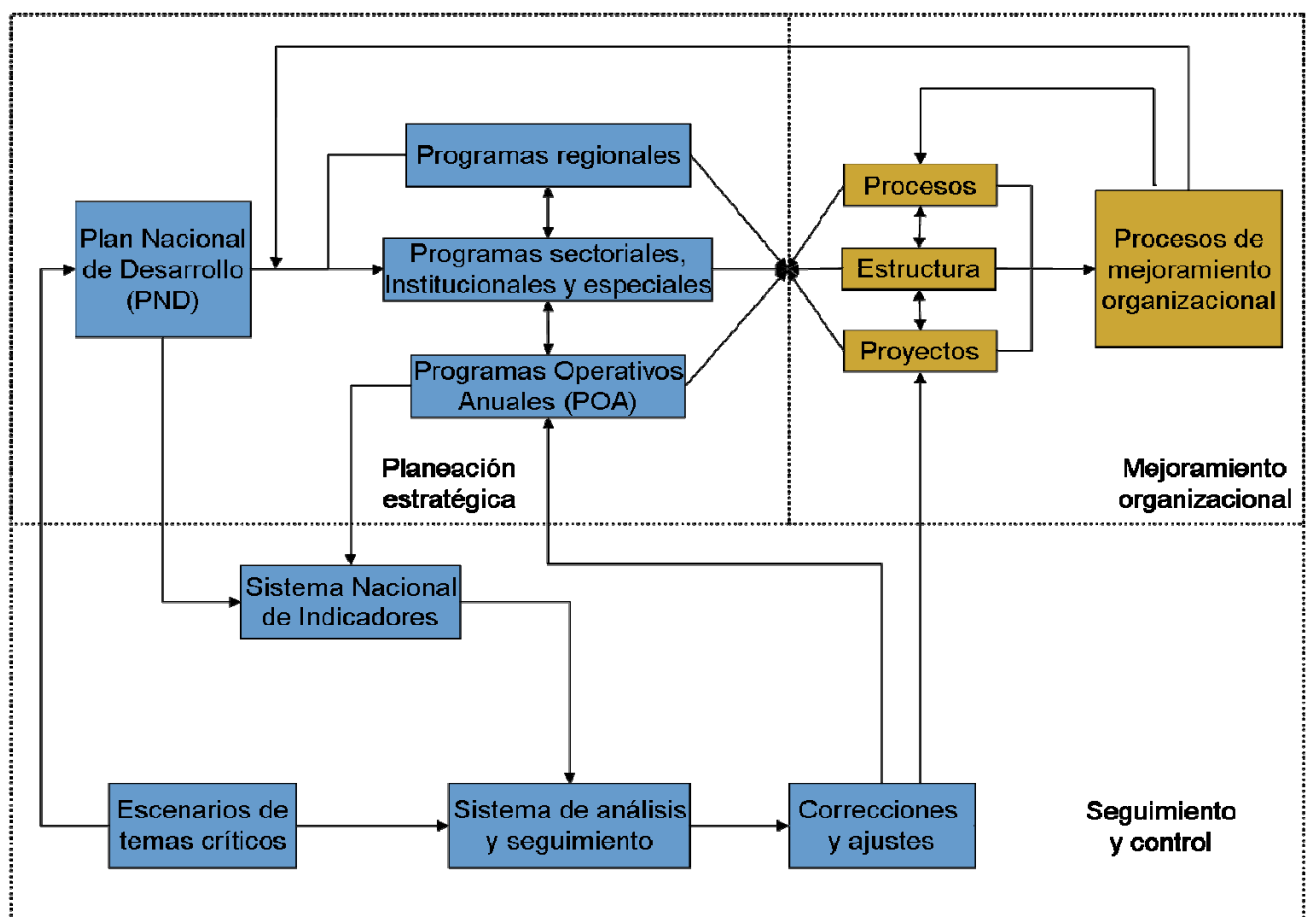 Programas regionales
Plan Nacional
de Desarrollo
(PND)
Programas sectoriales,
Institucionales y especiales
Programas Operativos
Anuales (POA)
Planeación
estratégica
Procesos
Estructura
Proyectos
Procesos de
mejoramiento
organizacional
Mejoramiento
organizacional
Sistema Nacional
de Indicadores
Escenarios de
temas críticos
Sistema de análisis
y seguimiento
Correcciones
y ajustes
Seguimiento
y control